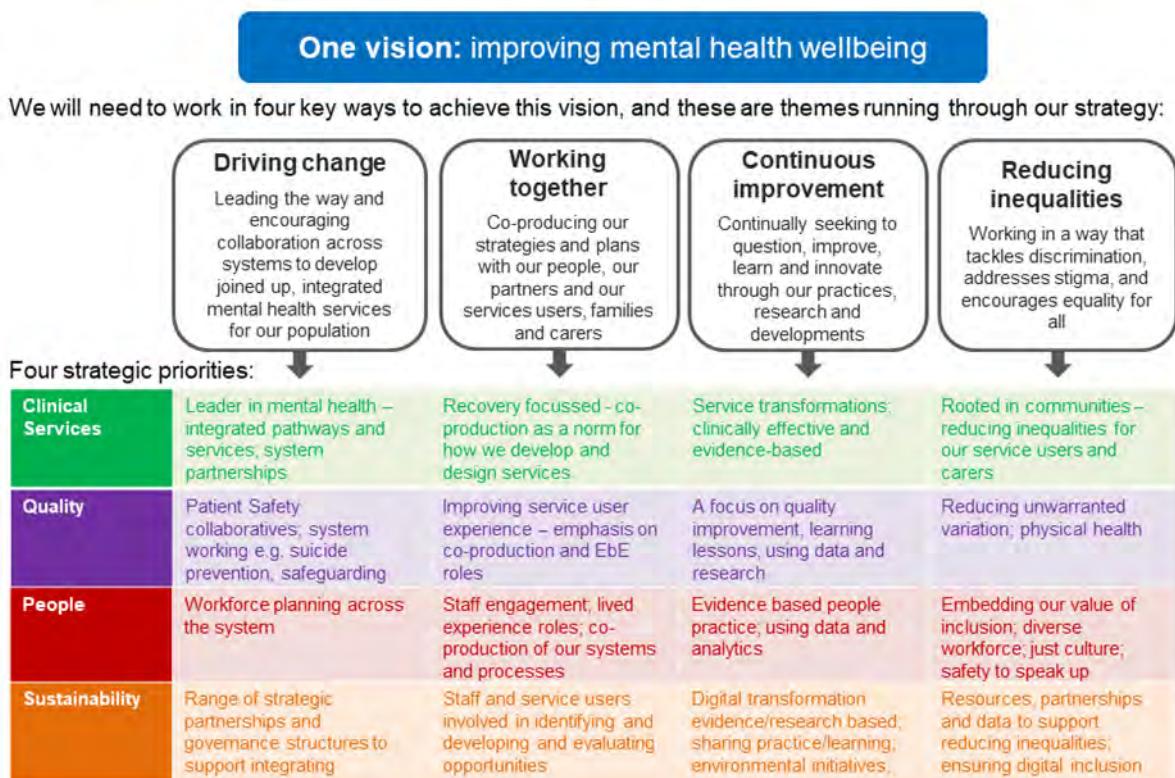 One vision: improving mental health wellbeing
We will need to work in four key ways to achieve this vision, and these are themes running through our strategy:
Driving change
Leading the way and
encouraging
collaboration across
systems to develop
joined up, integrated
mental health services
for our population
Working
together
Co-producing our
strategies and plans
with our people, our
partners and our
services users, families
and carers
Continuous
improvement
Continually seeking to
question, improve,
learn and innovate
through our practices,
research and
developments
Reducing
inequalities
Working in a way that
tackles discrimination,
addresses stigma, and
encourages equality for
all
Four strategic priorities:
Clinical
Services
Leader in mental health –
integrated pathways and
services; system
partnerships
Recovery focussed - co-
production as a norm for
how we develop and
design services
Service transformations;
clinically effective and
evidence-based
Rooted in communities –
reducing inequalities for
our service users and
carers
Quality
Patient Safety
collaboratives; system
working e.g. suicide
prevention, safeguarding
Improving service user
experience – emphasis on
co-production and EbE
roles
A focus on quality
improvement, learning
lessons, using data and
research
Reducing unwarranted
variation; physical health
People
Workforce planning across
the system
Staff engagement; lived
experience roles; co-
production of our systems
and processes
Evidence based people
practice; using data and
analytics
Embedding our value of
inclusion; diverse
workforce; just culture;
safety to speak up
Sustainability
Range of strategic
partnerships and
governance structures to
support integrating
Staff and service users
involved in identifying and
developing and evaluating
opportunities
Digital transformation
evidence/research based;
sharing practice/learning;
environmental initiatives,
Resources, partnerships
and data to support
reducing inequalities;
ensuring digital inclusion